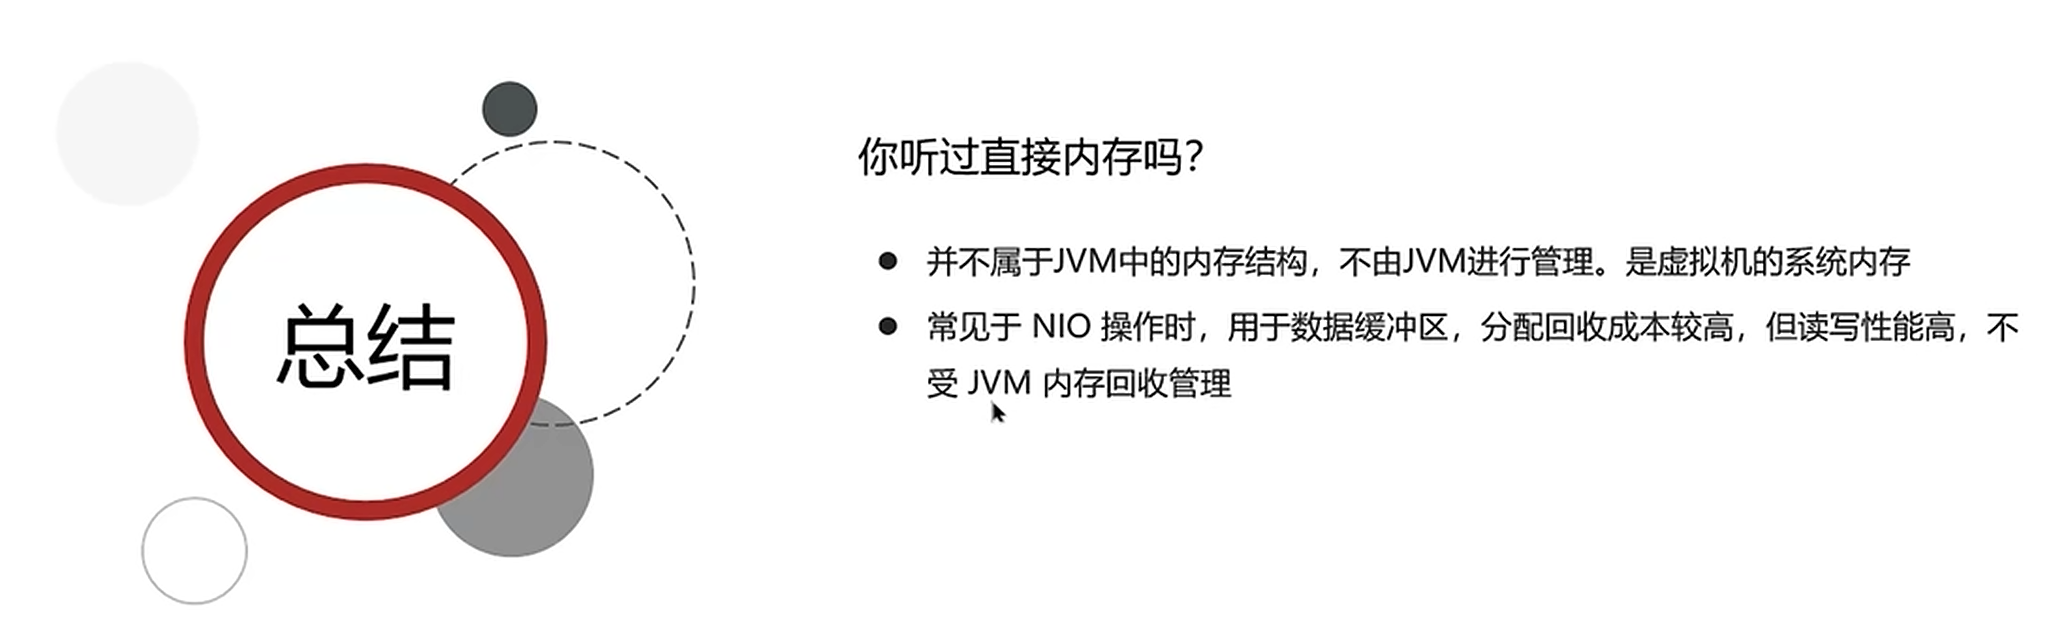 总结
你听过直接内存吗？
● 并不属于JVM中的内存结构，不由JVM进行管理。是虚拟机的系统内存
● 常见于 NIO 操作时，用于数据缓冲区，分配回收成本较高，但读写性能高，不
受 JVM 内存回收管理